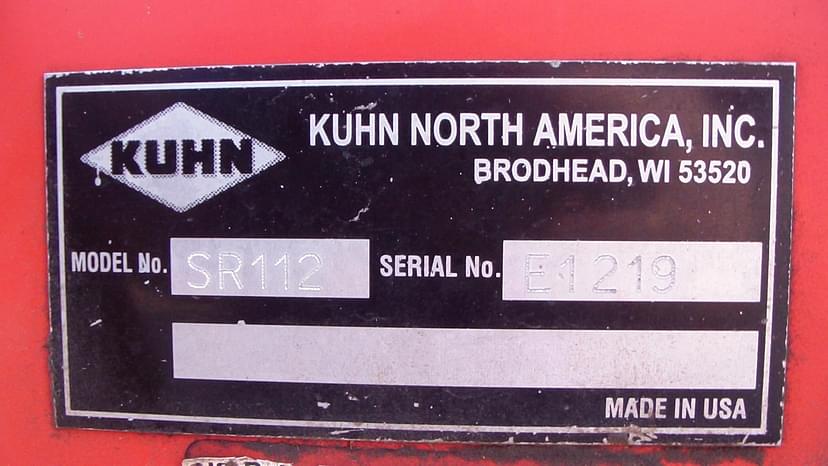 KUHN
KUHN NORTH AMERICA, INC.
BRODHEAD, WI 53520
MODEL No. SR112 SERIAL No. E1219
MADE IN USA